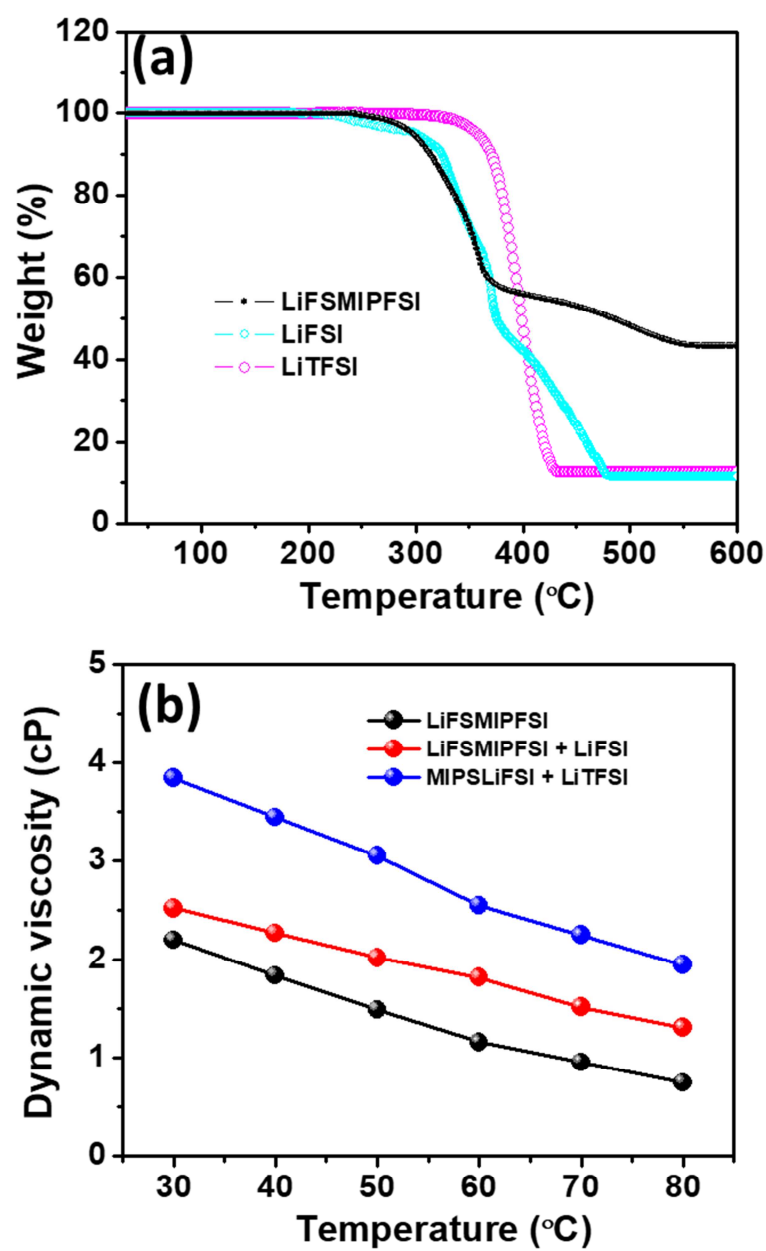 (a)
120
100
80
60
40
20
0
Weight (%)
LiFSMIPFSI
LiFSI
LiTFSI
100 200 300 400 500 600
Temperature (°C)
(b)
5
4
3
2
1
0
Dynamic viscosity (cP)
LiFSMIPFSI
LiFSMIPFSI + LiFSI
MIPSLiFSI + LiTFSI
30 40 50 60 70 80
Temperature (°C)